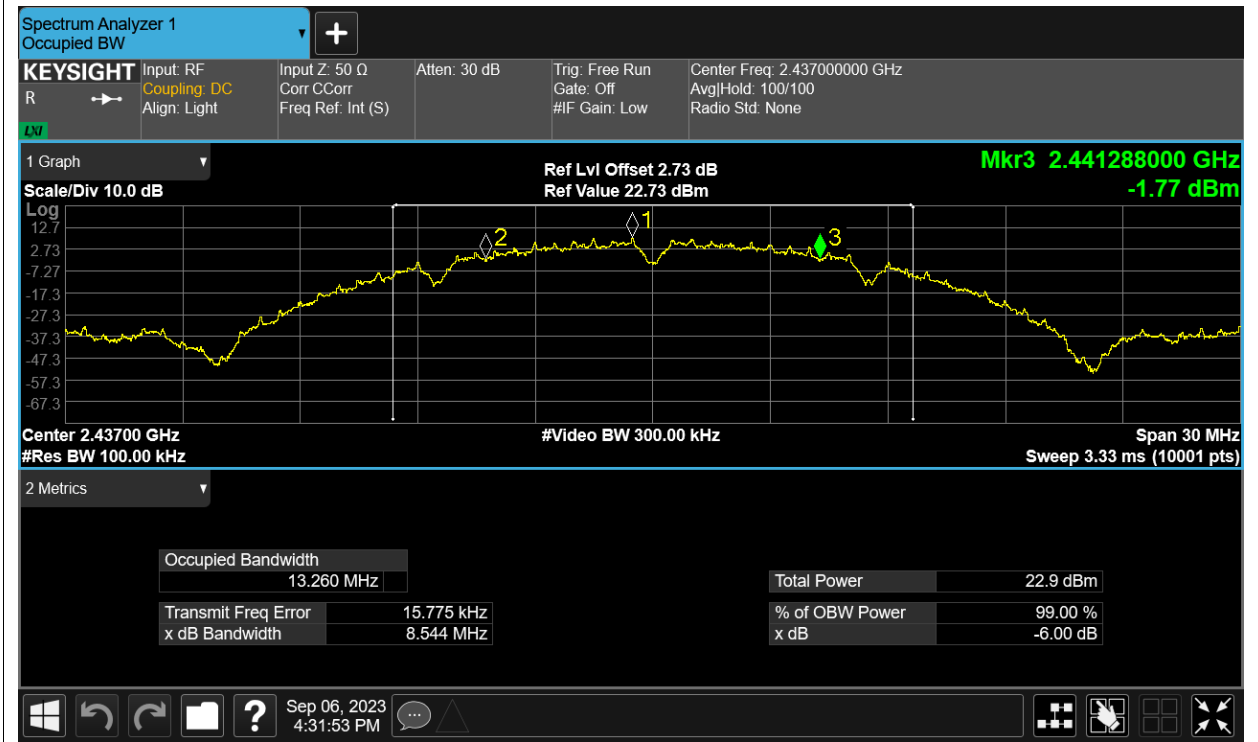 Spectrum Analyzer 1
Occupied BW
KEYSIGHT
R
LXI
Input: RF
Coupling: DC
Align: Light
Input Z: 50 Ω
Corr CCorr
Freq Ref: Int (S)
Atten: 30 dB
Trig: Free Run
Gate: Off
#IF Gain: Low
Center Freq: 2.437000000 GHz
Avg|Hold: 100/100
Radio Std: None
1 Graph
Scale/Div 10.0 dB
Ref Lvl Offset 2.73 dB
Ref Value 22.73 dBm
Mkr3 2.441288000 GHz
-1.77 dBm
Log
12.7
2.73
-7.27
-17.3
-27.3
-37.3
-47.3
-57.3
-67.3
2
1
3
Center 2.43700 GHz
#Res BW 100.00 kHz
#Video BW 300.00 kHz
Span 30 MHz
Sweep 3.33 ms (10001 pts)
2 Metrics
Occupied Bandwidth
13.260 MHz
Transmit Freq Error 15.775 kHz
x dB Bandwidth 8.544 MHz
Total Power 22.9 dBm
% of OBW Power 99.00 %
x dB -6.00 dB
?
Sep 06, 2023
4:31:53 PM